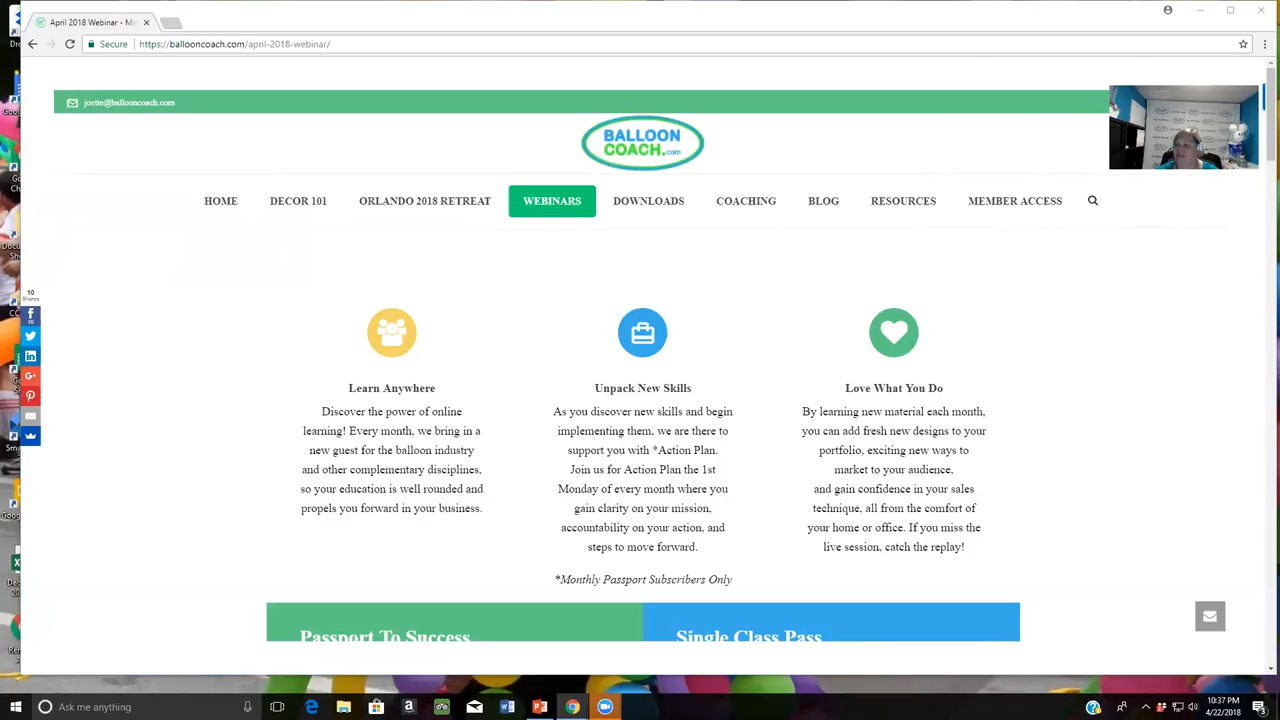 April 2018 Webinar - M
Secure https://ballooncoach.com/april-2018-webinar/
joette@ballooncoach.com
BALLOON
COACH.com
HOME DECOR 101 ORLANDO 2018 RETREAT WEBINARS DOWNLOADS COACHING BLOG RESOURCES MEMBER ACCESS
10
Shares
10
Learn Anywhere
Discover the power of online
learning! Every month, we bring in a
new guest for the balloon industry
and other complementary disciplines,
so your education is well rounded and
propels you forward in your business.
Unpack New Skills
As you discover new skills and begin
implementing them, we are there to
support you with *Action Plan.
Join us for Action Plan the 1st
Monday of every month where you
gain clarity on your mission,
accountability on your action, and
steps to move forward.
*Monthly Passport Subscribers Only
Love What You Do
By learning new material each month,
you can add fresh new designs to your
portfolio, exciting new ways to
market to your audience,
and gain confidence in your sales
technique, all from the comfort of
your home or office. If you miss the
live session, catch the replay!
Passport To Success
Single Class Pass
Ask me anything
10:37 PM
4/22/2018